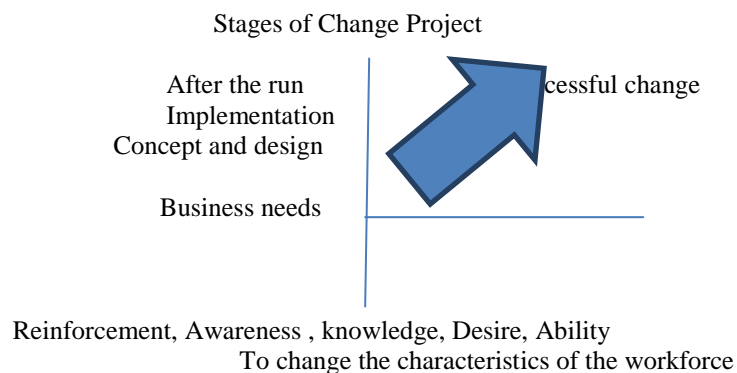 Stages of Change Project
After the run
cessful change
Implementation
Concept and design
Business needs
Reinforcement, Awareness , knowledge, Desire, Ability
To change the characteristics of the workforce